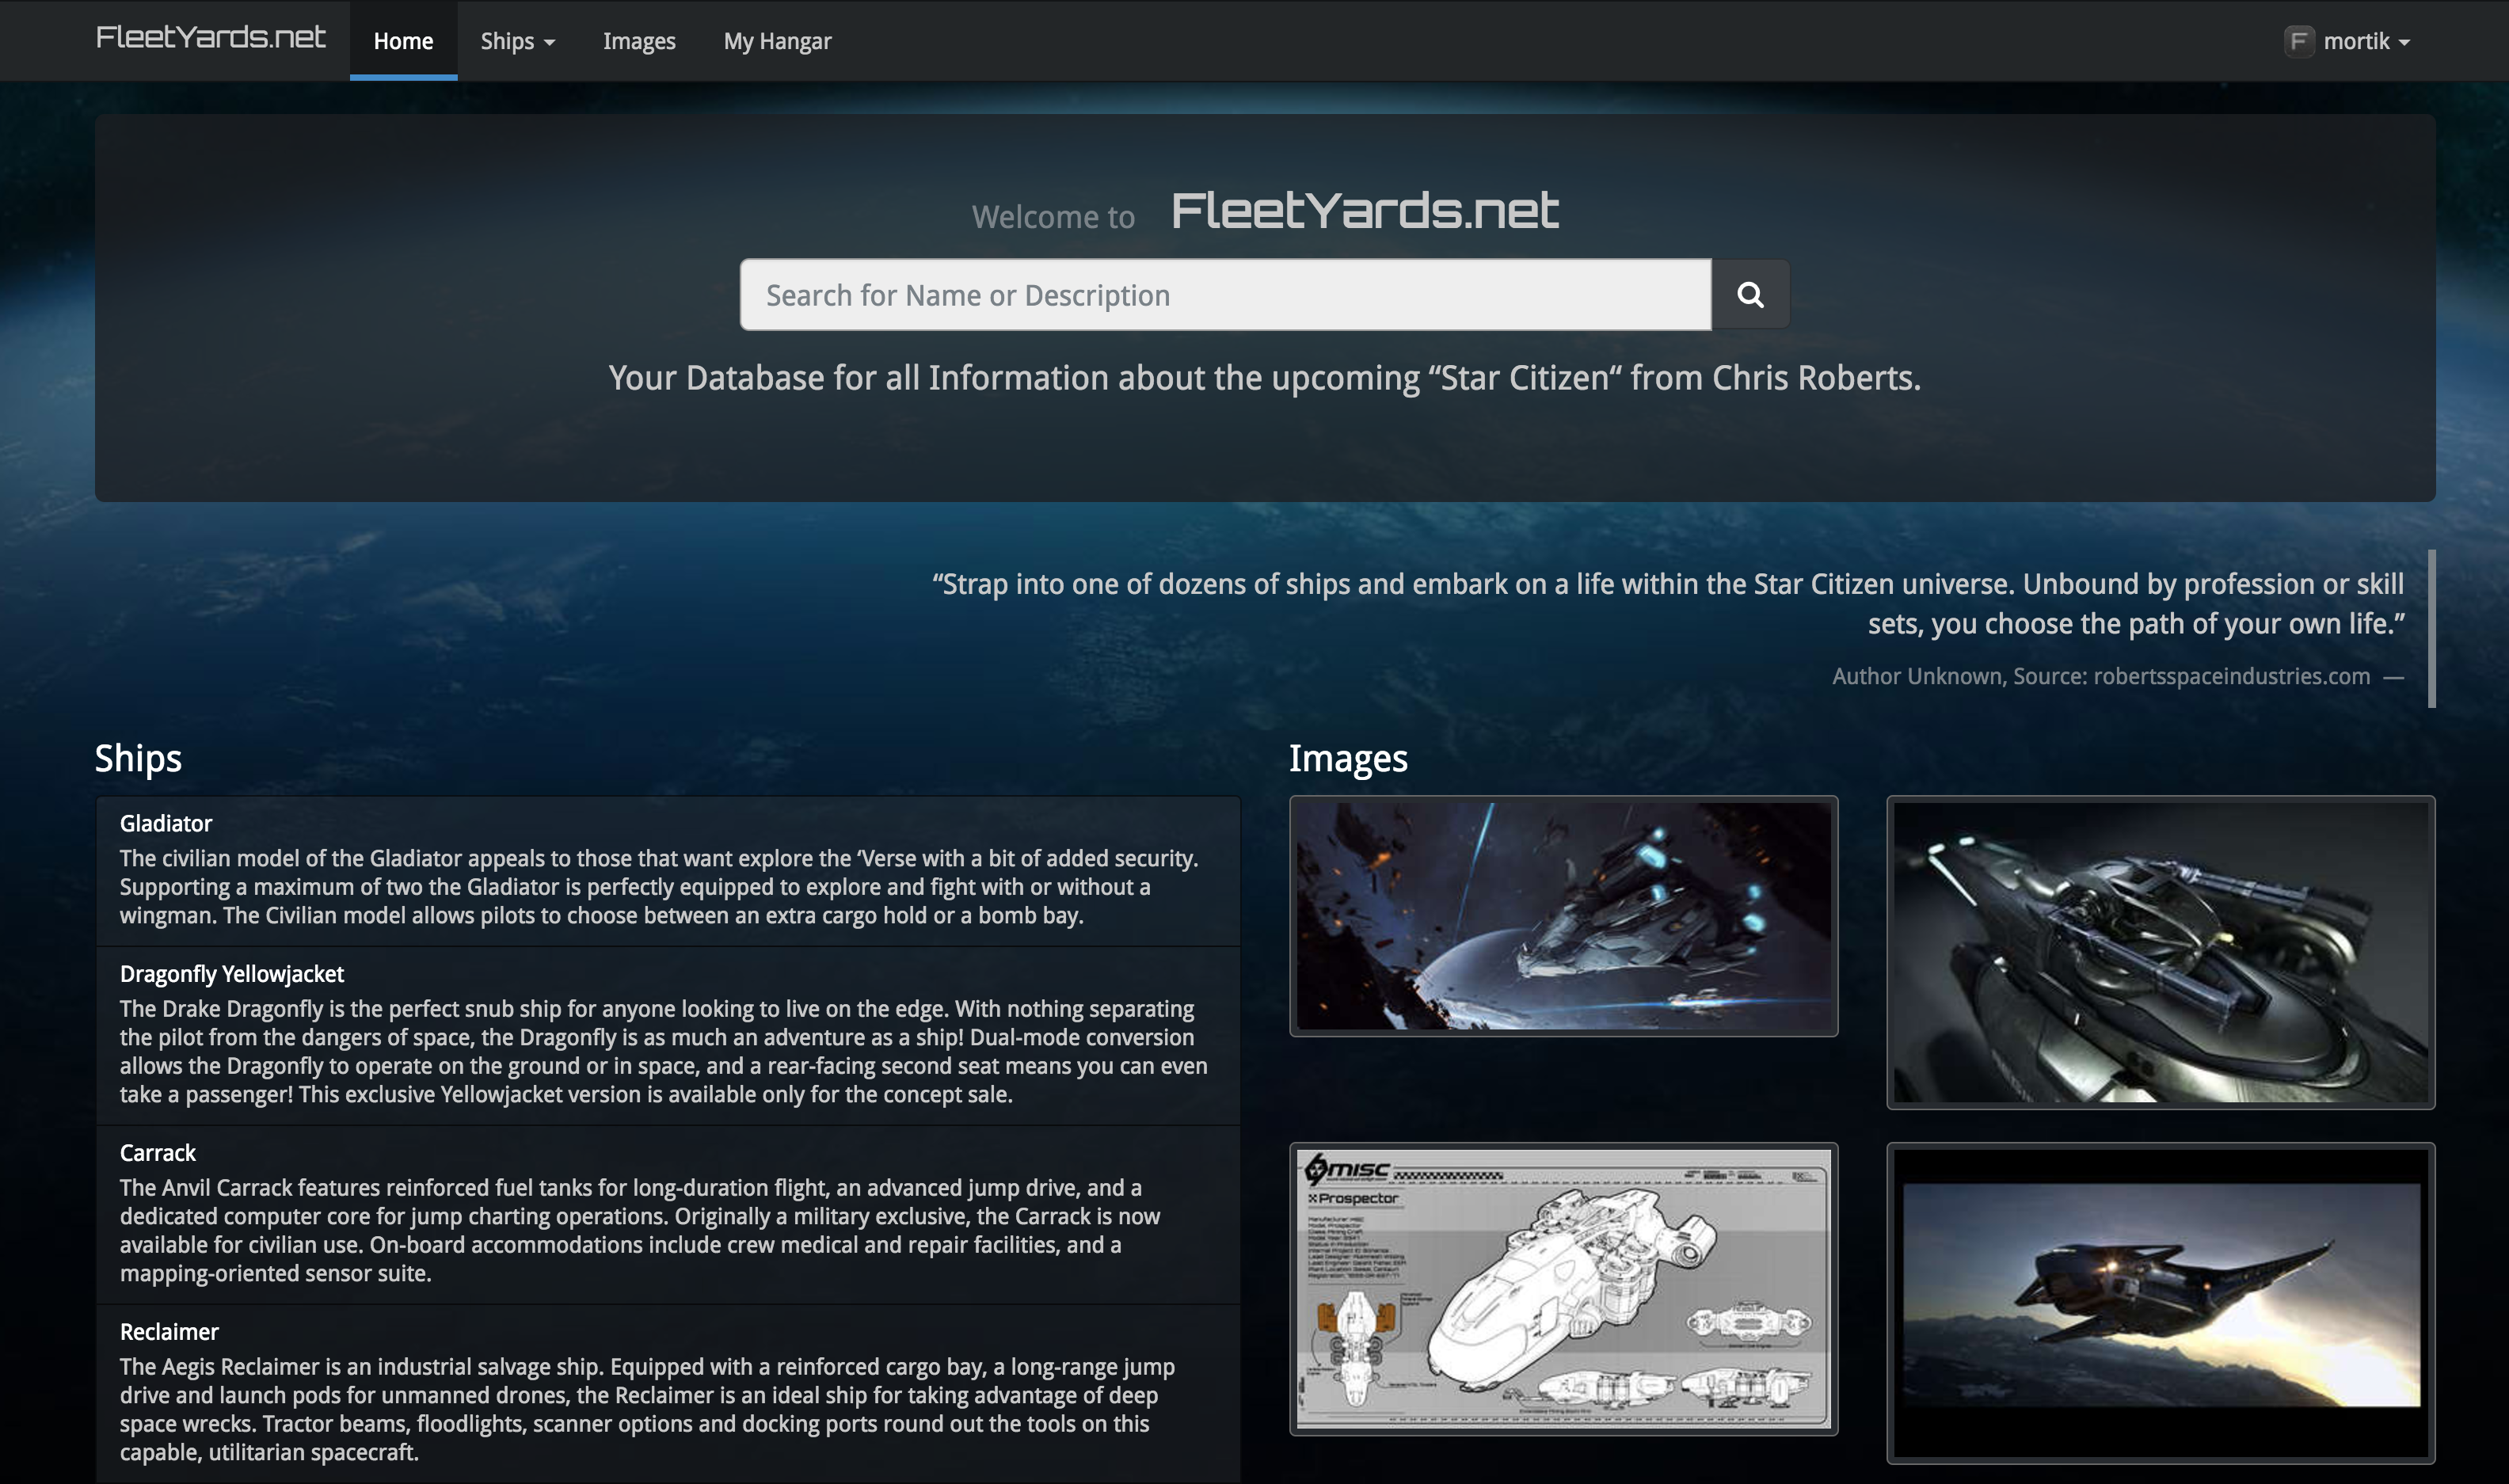 FleetYards.net
Home
Ships
Images
My Hangar
F
mortik
Welcome to FleetYards.net
Search for Name or Description
Your Database for all Information about the upcoming “Star Citizen“ from Chris Roberts.
“Strap into one of dozens of ships and embark on a life within the Star Citizen universe. Unbound by profession or skill
sets, you choose the path of your own life.”
Author Unknown, Source: robertsspaceindustries.com —
Ships
Gladiator
The civilian model of the Gladiator appeals to those that want explore the ‘Verse with a bit of added security.
Supporting a maximum of two the Gladiator is perfectly equipped to explore and fight with or without a
wingman. The Civilian model allows pilots to choose between an extra cargo hold or a bomb bay.
Dragonfly Yellowjacket
The Drake Dragonfly is the perfect snub ship for anyone looking to live on the edge. With nothing separating
the pilot from the dangers of space, the Dragonfly is as much an adventure as a ship! Dual-mode conversion
allows the Dragonfly to operate on the ground or in space, and a rear-facing second seat means you can even
take a passenger! This exclusive Yellowjacket version is available only for the concept sale.
Carrack
The Anvil Carrack features reinforced fuel tanks for long-duration flight, an advanced jump drive, and a
dedicated computer core for jump charting operations. Originally a military exclusive, the Carrack is now
available for civilian use. On-board accommodations include crew medical and repair facilities, and a
mapping-oriented sensor suite.
Reclaimer
The Aegis Reclaimer is an industrial salvage ship. Equipped with a reinforced cargo bay, a long-range jump
drive and launch pods for unmanned drones, the Reclaimer is an ideal ship for taking advantage of deep
space wrecks. Tractor beams, floodlights, scanner options and docking ports round out the tools on this
capable, utilitarian spacecraft.
Images
MISC
Prospector
Manufacturer: MISC
Model: Prospector